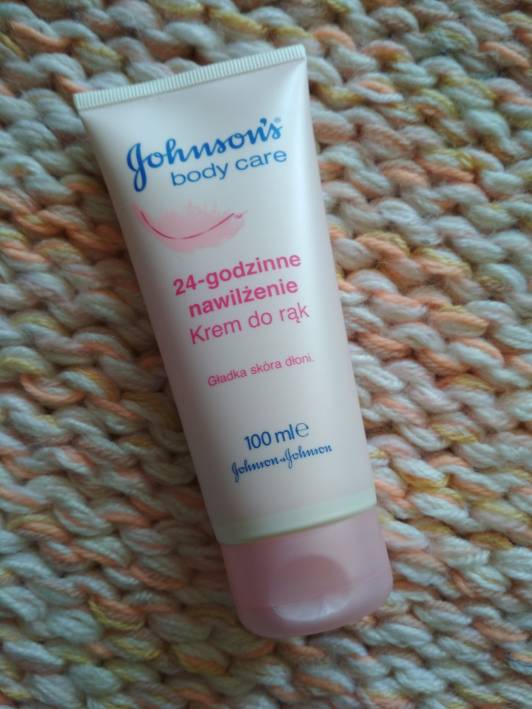 Johnson's®
body care
24-godzinne
nawilżenie
Krem do rąk
Gładka skóra dłoni.
100 ml℮
Johnson & Johnson